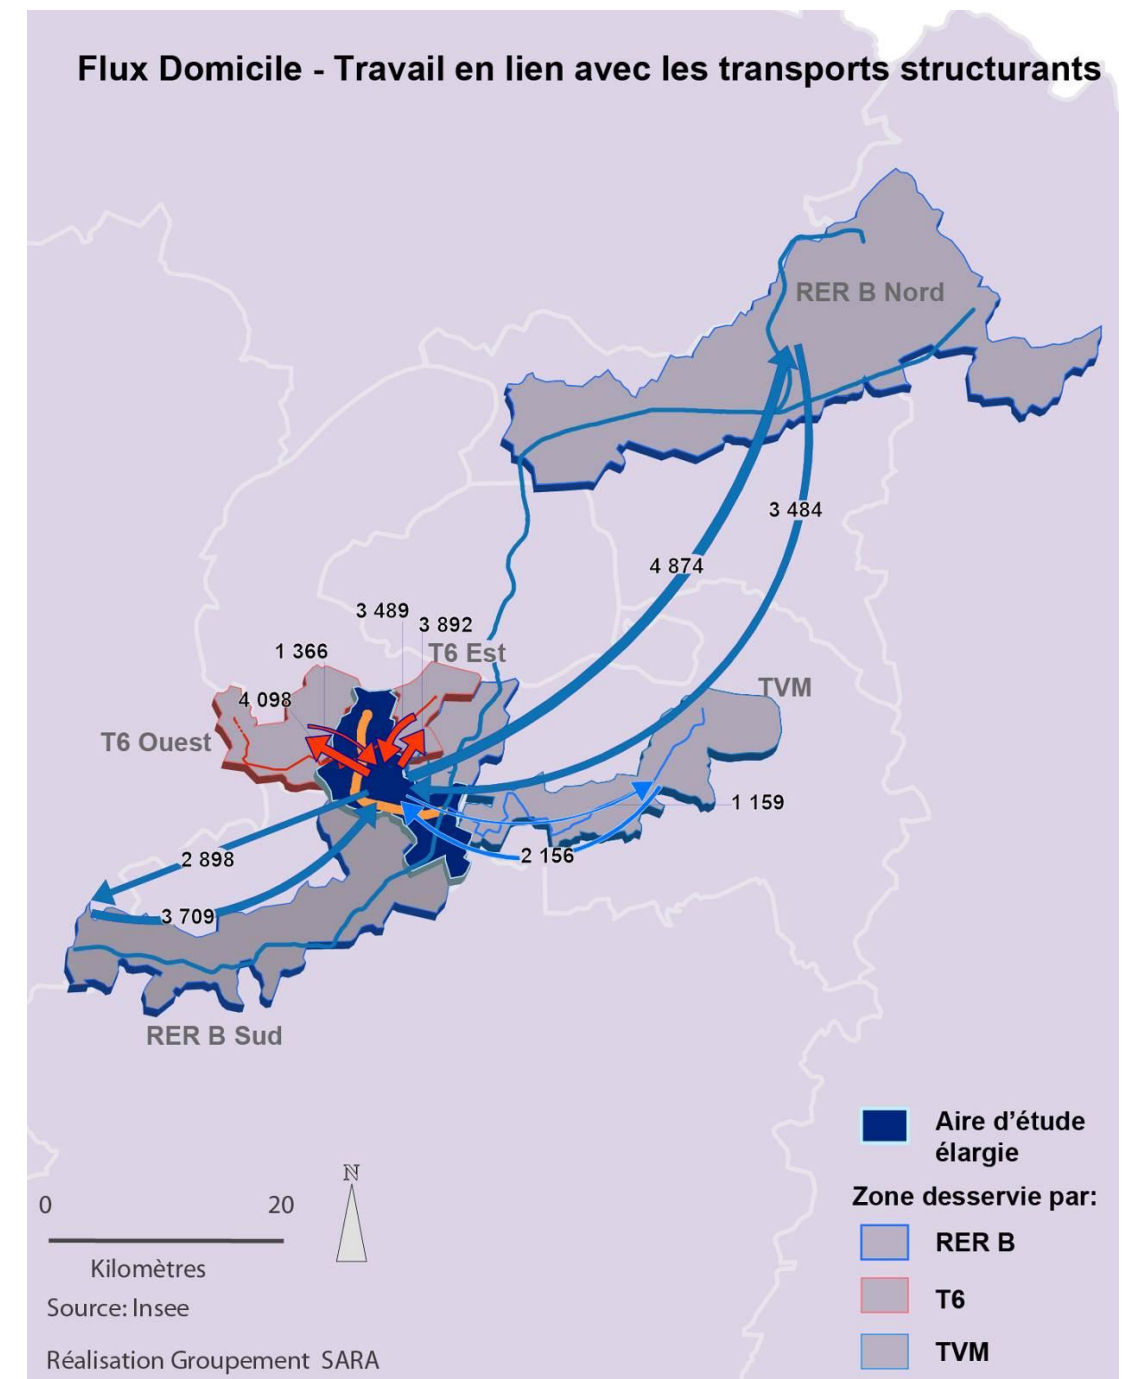 Flux Domicile - Travail en lien avec les transports structurants
RER B Nord
3 484
4 874
3 489
3 892
1 366
T6 Est
4 098
TVM
T6 Ouest
1 159
2 156
2 898
3 709
RER B Sud
Aire d'étude
élargie
Zone desservie par:
RER B
T6
TVM
N
0 20
Kilomètres
Source: Insee
Réalisation Groupement SARA